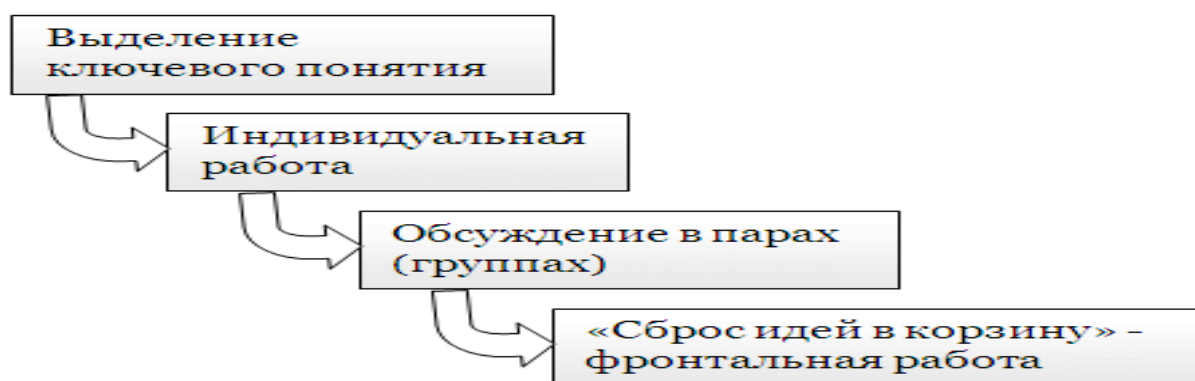 Выделение
ключевого понятия
Индивидуальная
работа
Обсуждение в парах
(группах)
«Сброс идей в корзину» -
фронтальная работа